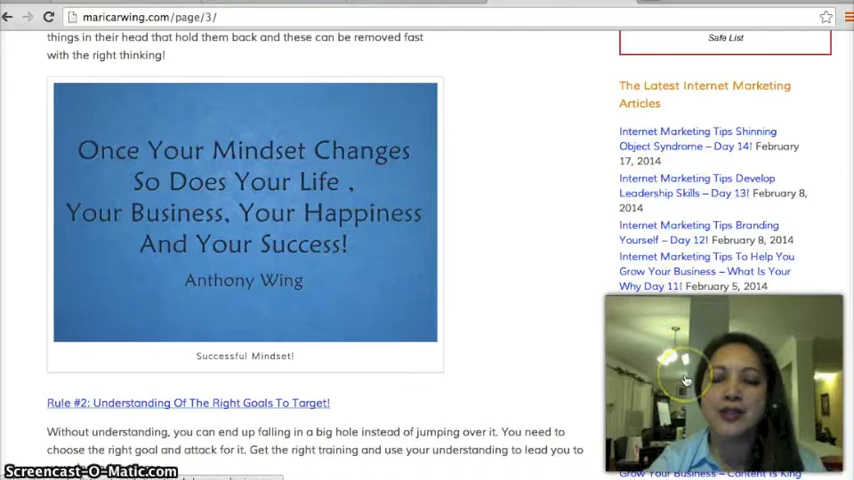 maricarwing.com/page/3/
things in their head that hold them back and these can be removed fast
with the right thinking!
Once Your Mindset Changes
So Does Your Life ,
Your Business, Your Happiness
And Your Success!
Anthony Wing
Successful Mindset!
Rule #2: Understanding Of The Right Goals To Target!
Without understanding, you can end up falling in a big hole instead of jumping over it. You need to
choose the right goal and attack for it. Get the right training and use your understanding to lead you to
Safe List
The Latest Internet Marketing
Articles
Internet Marketing Tips Shinning
Object Syndrome – Day 14! February
17, 2014
Internet Marketing Tips Develop
Leadership Skills – Day 13! February 8,
2014
Internet Marketing Tips Branding
Yourself – Day 12! February 8, 2014
Internet Marketing Tips To Help You
Grow Your Business – What Is Your
Why Day 11! February 5, 2014
Grow Your Business – Content Is King
Screencast-O-Matic.com